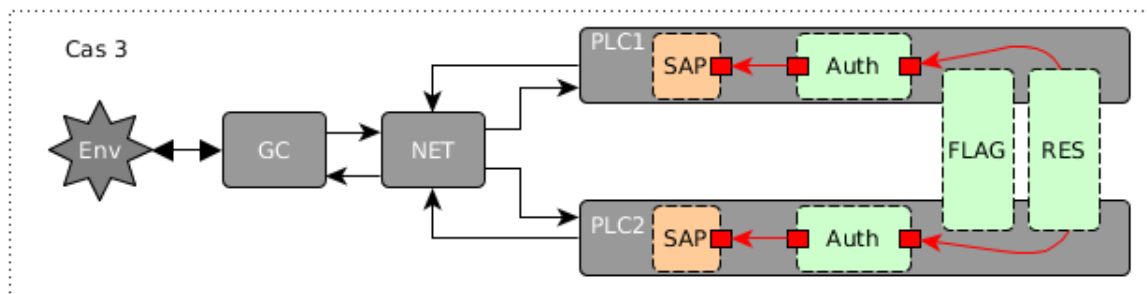 Cas 3
PLC1
SAP
Auth
Env
GC
NET
FLAG
RES
PLC2
SAP
Auth